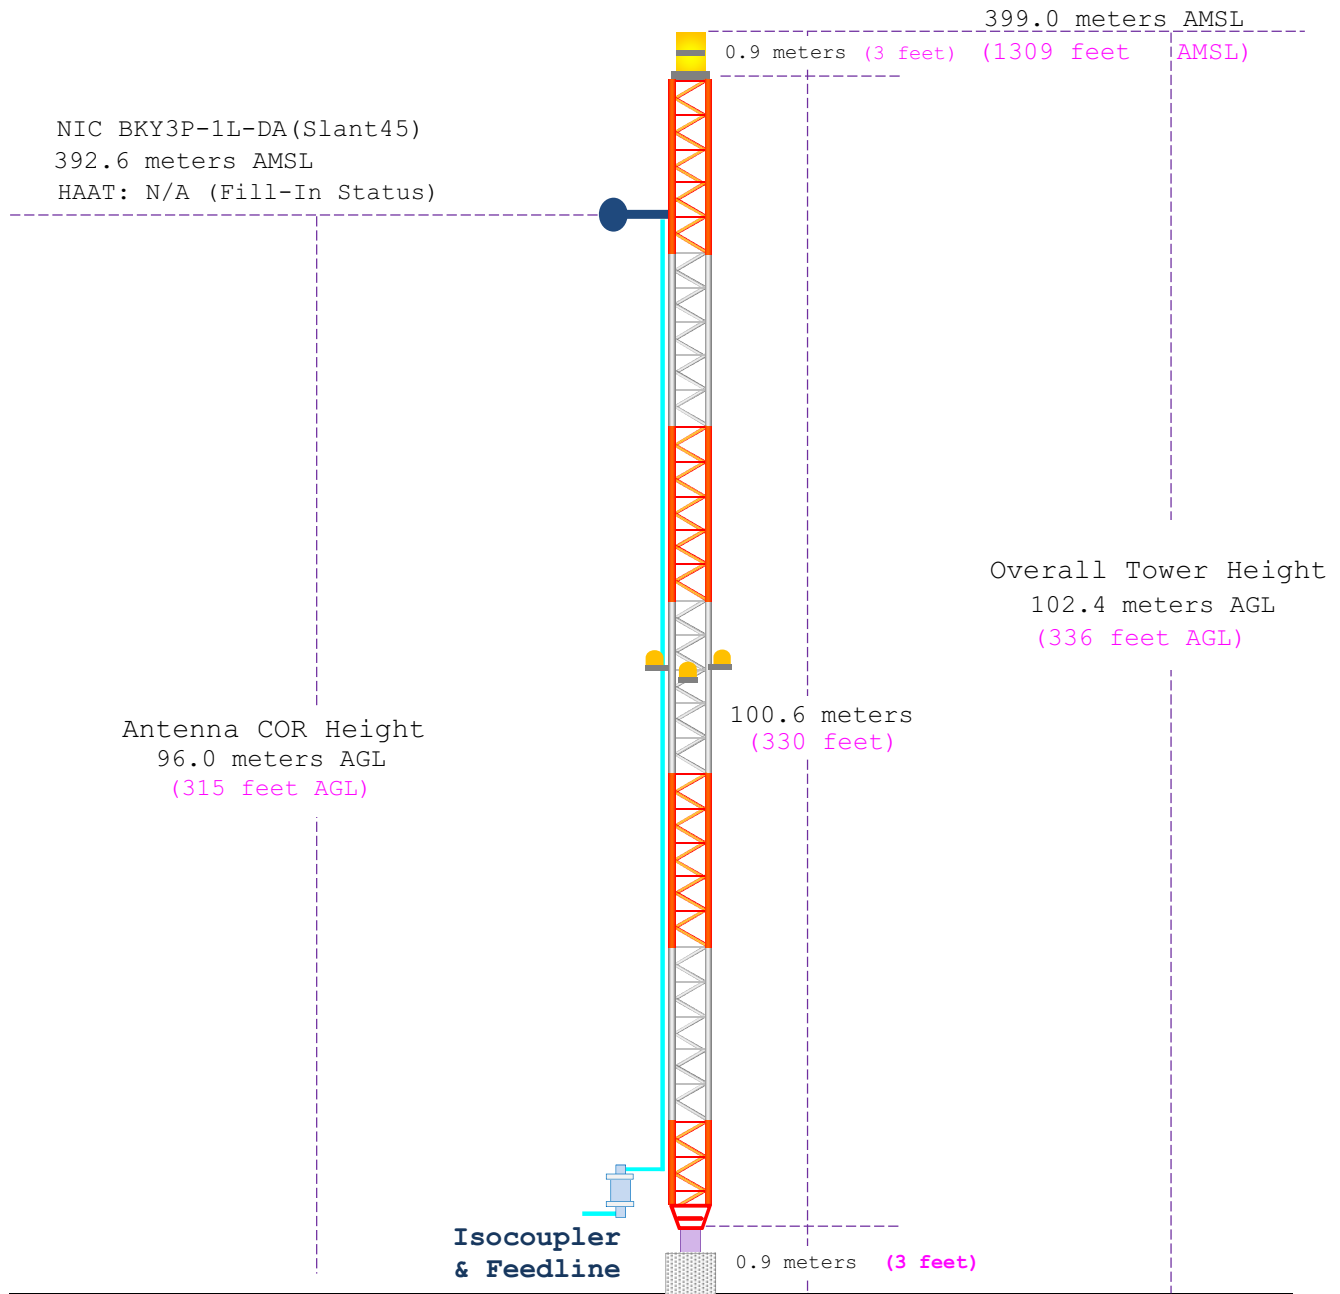 399.0 meters AMSL
0.9 meters (3 feet) (1309 feet AMSL)
NIC BKY3P-1L-DA(Slant45)
392.6 meters AMSL
HAAT: N/A (Fill-In Status)
Overall Tower Height
102.4 meters AGL
(336 feet AGL)
100.6 meters
(330 feet)
Antenna COR Height
96.0 meters AGL
(315 feet AGL)
Isocoupler
& Feedline
0.9 meters (3 feet)